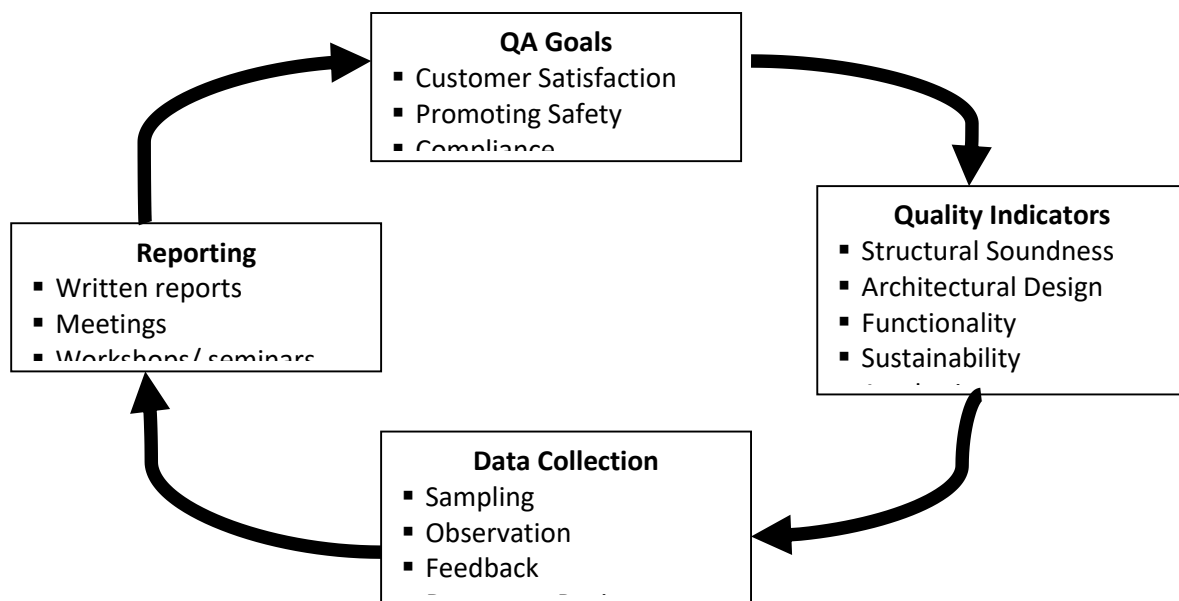 QA Goals
▪ Customer Satisfaction
▪ Promoting Safety
▪ Compliance
Quality Indicators
▪ Structural Soundness
▪ Architectural Design
▪ Functionality
▪ Sustainability
Data Collection
▪ Sampling
▪ Observation
▪ Feedback
Reporting
▪ Written reports
▪ Meetings
▪ Workshops/ seminars